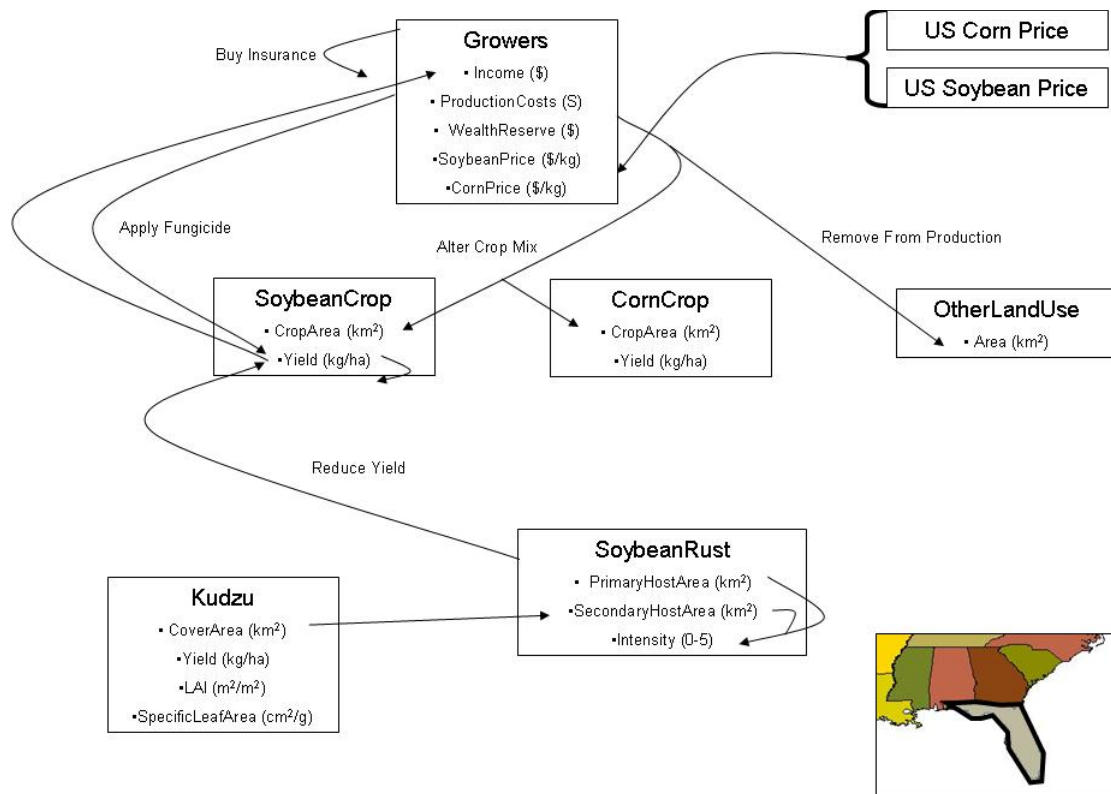 Growers
▪ Income ($)
▪ ProductionCosts (S)
▪ WealthReserve ($)
▪SoybeanPrice ($/kg)
▪CornPrice ($/kg)
US Corn Price
US Soybean Price
Buy Insurance
Apply Fungicide
Alter Crop Mix
Remove From Production
SoybeanCrop
▪ CropArea (km²)
▪Yield (kg/ha)
CornCrop
▪ CropArea (km²)
▪Yield (kg/ha)
OtherLandUse
▪ Area (km²)
Reduce Yield
SoybeanRust
▪ PrimaryHostArea (km²)
▪SecondaryHostArea (km²)
▪Intensity (0-5)
Kudzu
▪ CoverArea (km²)
▪Yield (kg/ha)
▪LAI (m²/m²)
▪SpecificLeafArea (cm²/g)